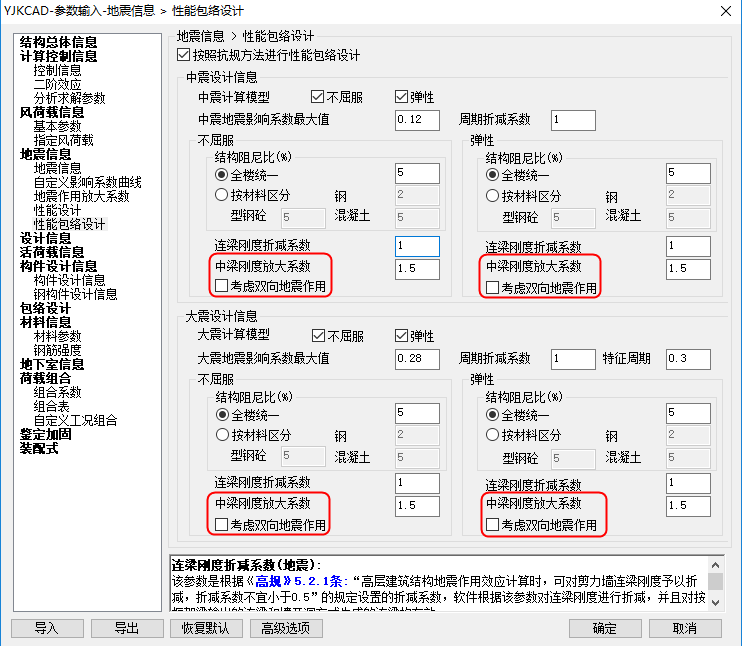 YJKCAD-参数输入-地震信息 > 性能包络设计
结构总体信息
计算控制信息
控制信息
二阶效应
分析求解参数
风荷载信息
基本参数
指定风荷载
地震信息
地震信息
自定义影响系数曲线
地震作用放大系数
性能设计
性能包络设计
设计信息
活荷载信息
构件设计信息
构件设计信息
钢构件设计信息
包络设计
材料信息
材料参数
钢筋强度
地下室信息
荷载组合
组合系数
组合表
自定义工况组合
鉴定加固
装配式
地震信息 > 性能包络设计
按照抗规方法进行性能包络设计
中震设计信息
中震计算模型 不屈服 弹性
中震地震影响系数最大值 0.12 周期折减系数 1
不屈服
结构阻尼比(%)
全楼统一 5
按材料区分 钢 2
型钢砼 5 混凝土 5
连梁刚度折减系数 1
中梁刚度放大系数 1.5
考虑双向地震作用
弹性
结构阻尼比(%)
全楼统一 5
按材料区分 钢 2
型钢砼 5 混凝土 5
连梁刚度折减系数 1
中梁刚度放大系数 1.5
考虑双向地震作用
大震设计信息
大震计算模型 不屈服 弹性
大震地震影响系数最大值 0.28 周期折减系数 1 特征周期 0.3
不屈服
结构阻尼比(%)
全楼统一 5
按材料区分 钢 2
型钢砼 5 混凝土 5
连梁刚度折减系数 1
中梁刚度放大系数 1.5
考虑双向地震作用
弹性
结构阻尼比(%)
全楼统一 5
按材料区分 钢 2
型钢砼 5 混凝土 5
连梁刚度折减系数 1
中梁刚度放大系数 1.5
考虑双向地震作用
连梁刚度折减系数(地震):
该参数是根据《高规》5.2.1条:“高层建筑结构地震作用效应计算时，可对剪力墙连梁刚度予以折
减，折减系数不宜小于0.5”的规定设置的折减系数，软件根据该参数对连梁刚度进行折减，并且对按
导入 导出 恢复默认 高级选项 确定 取消